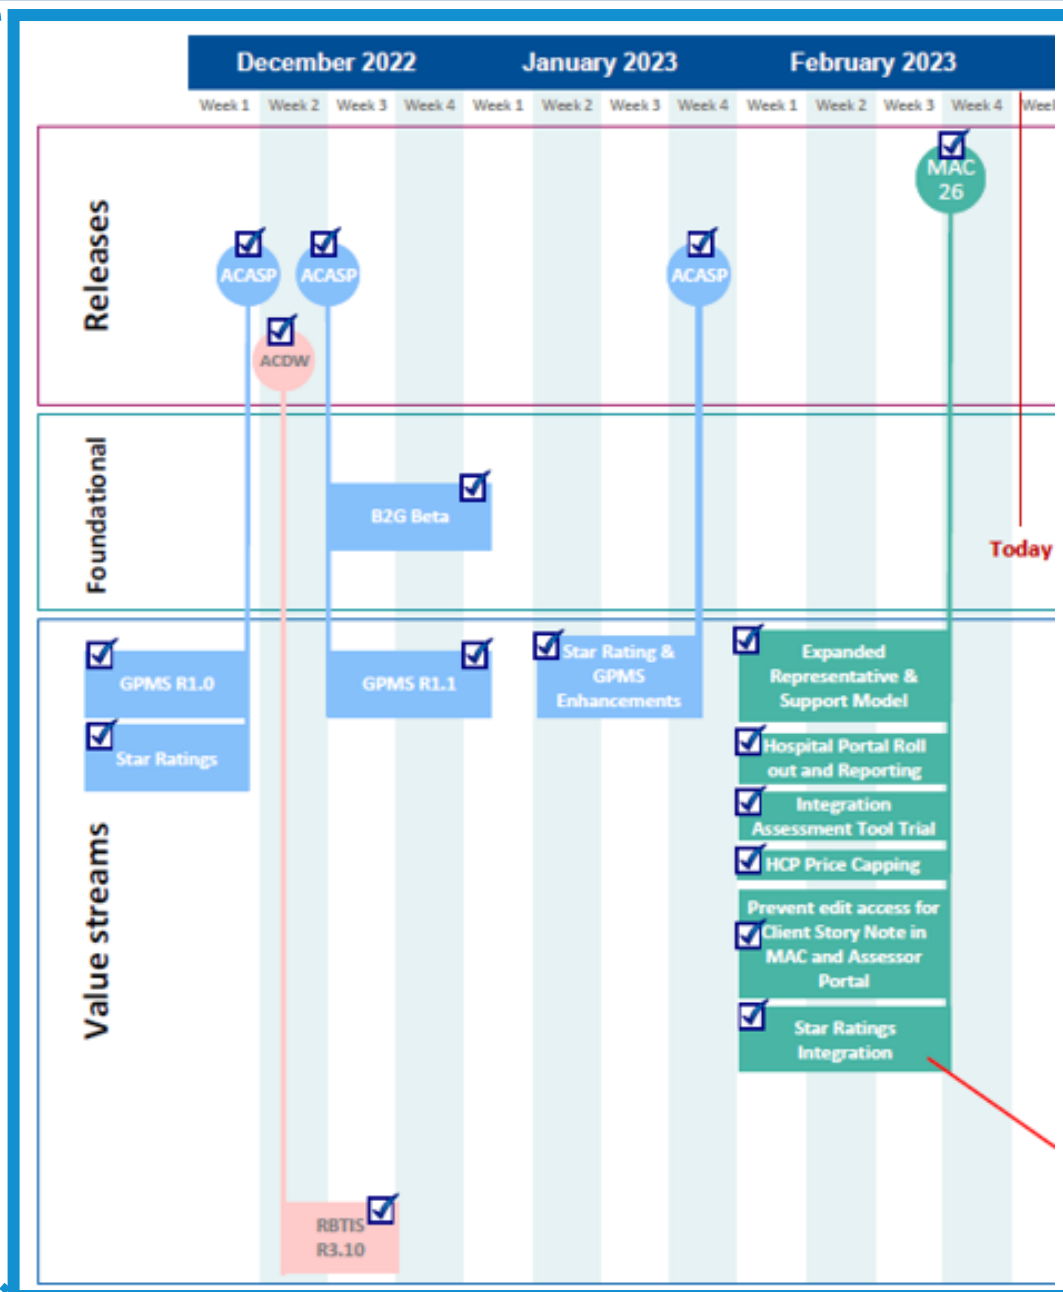 December 2022 January 2023 February 2023
Week 1 Week 2 Week 3 Week 4 Week 1 Week 2 Week 3 Week 4 Week 1 Week 2 Week 3 Week 4 Week
Releases
MAC
26
ACASP ACASP ACASP
ACDW
Foundational
B2G Beta
Today
Value streams
GPMS R1.0
Star Ratings
GPMS R1.1
Star Rating &
GPMS
Enhancements
Expanded
Representative &
Support Model
Hospital Portal Roll
out and Reporting
Integration
Assessment Tool Trial
HCP Price Capping
Prevent edit access for
Client Story Note in
MAC and Assessor
Portal
Star Ratings
Integration
RBTIS
R3.10